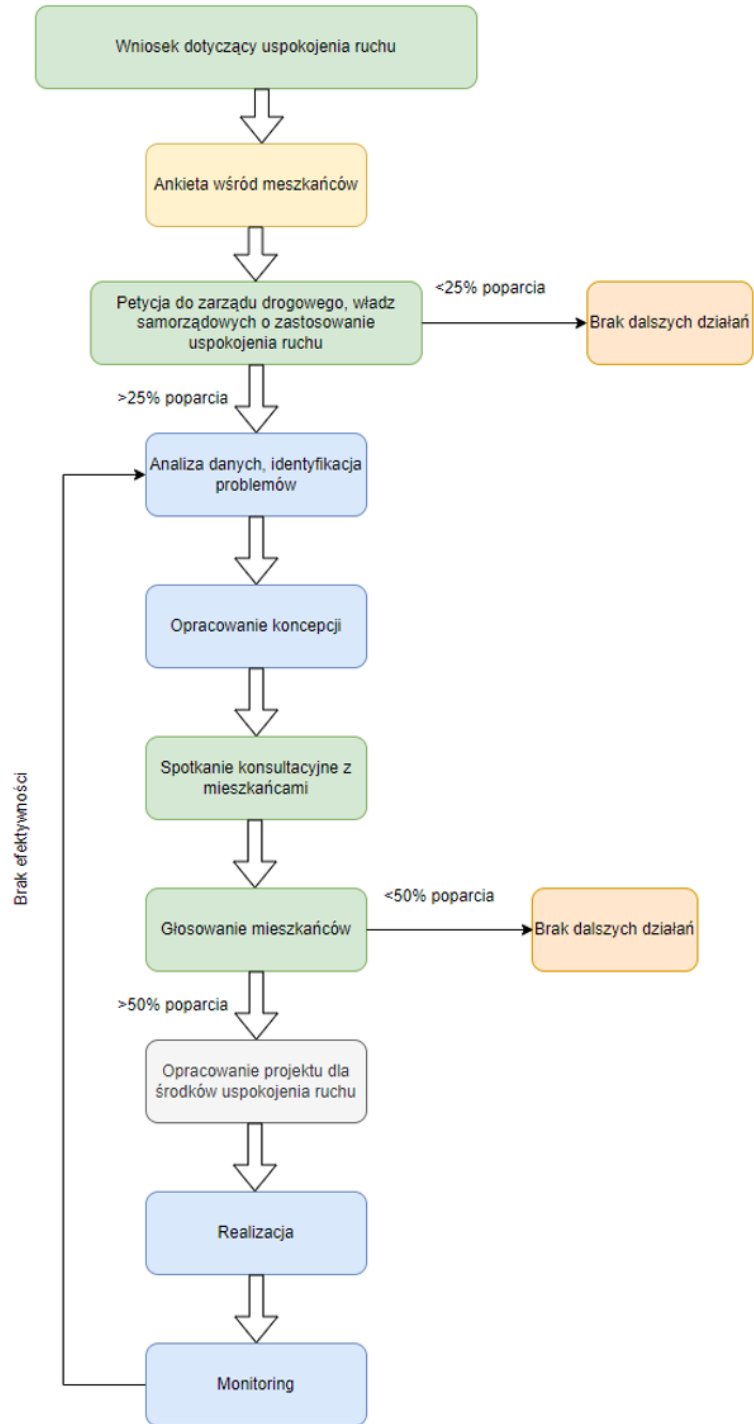 Wniosek dotyczący uspokojenia ruchu
Ankieta wśród meszkańców
Petycja do zarządu drogowego, władz
samorządowych o zastosowanie
uspokojenia ruchu
<25% poparcia
Brak dalszych działań
>25% poparcia
Analiza danych, identyfikacja
problemów
Opracowanie koncepcji
Spotkanie konsultacyjne z
mieszkańcami
Brak efektywności
Głosowanie mieszkańców
<50% poparcia
Brak dalszych działań
>50% poparcia
Opracowanie projektu dla
środków uspokojenia ruchu
Realizacja
Monitoring